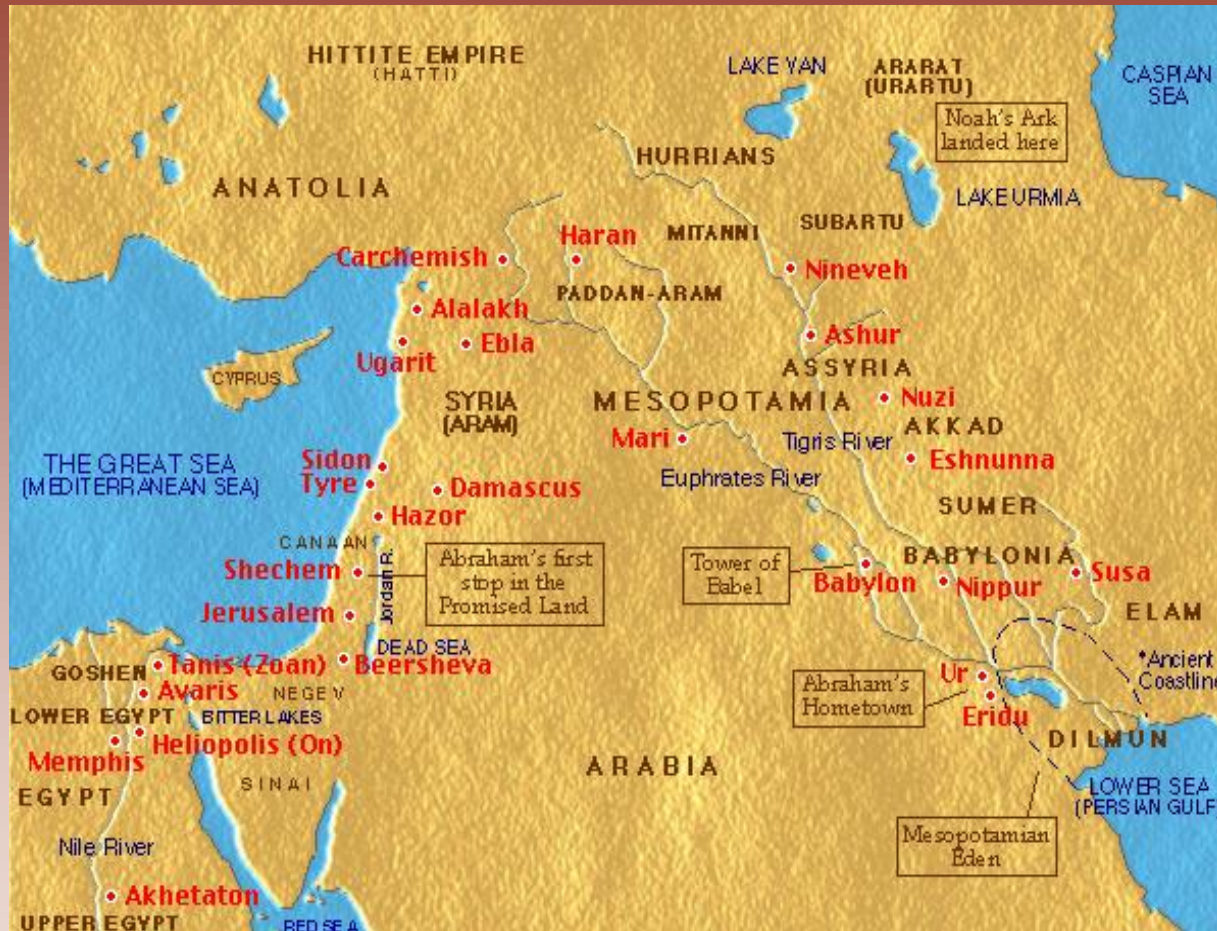 HITTITE EMPIRE
(HATTI)
LAKE VAN
ARARAT
(URARTU)
CASPIAN
SEA
Noah's Ark
landed here
HURRIANS
ANATOLIA
LAKE URMIA
SUBARTU
MITANNI
Haran
Carchemish
Nineveh
PADDAN-ARAM
Alalakh
Ashur
Ugarit
Ebla
ASSYRIA
CYPRUS
SYRIA
(ARAM)
MESOPOTAMIA
Nuzi
AKKAD
Mari
Tigris River
Eshnunna
THE GREAT SEA
(MEDITERRANEAN SEA)
Sidon
Tyre
Damascus
Euphrates River
SUMER
Hazor
CANAAN
Jordan R.
Abraham's first
stop in the
Promised Land
Shechem
Tower of
Babel
BABYLONIA
Babylon
Nippur
Susa
ELAM
Jerusalem
DEAD SEA
Beersheva
GOSHEN
Tanis (Zoan)
Avaris
NEGEV
*Ancient
Coastline
Ur
Abraham's
Hometown
Eridu
LOWER EGYPT
BITTER LAKES
Heliopolis (On)
Memphis
DILMUN
ARABIA
SINAI
EGYPT
LOWER SEA
(PERSIAN GULF
Mesopotamian
Eden
Nile River
Akhetaton
UPPER EGYPT
RED SEA